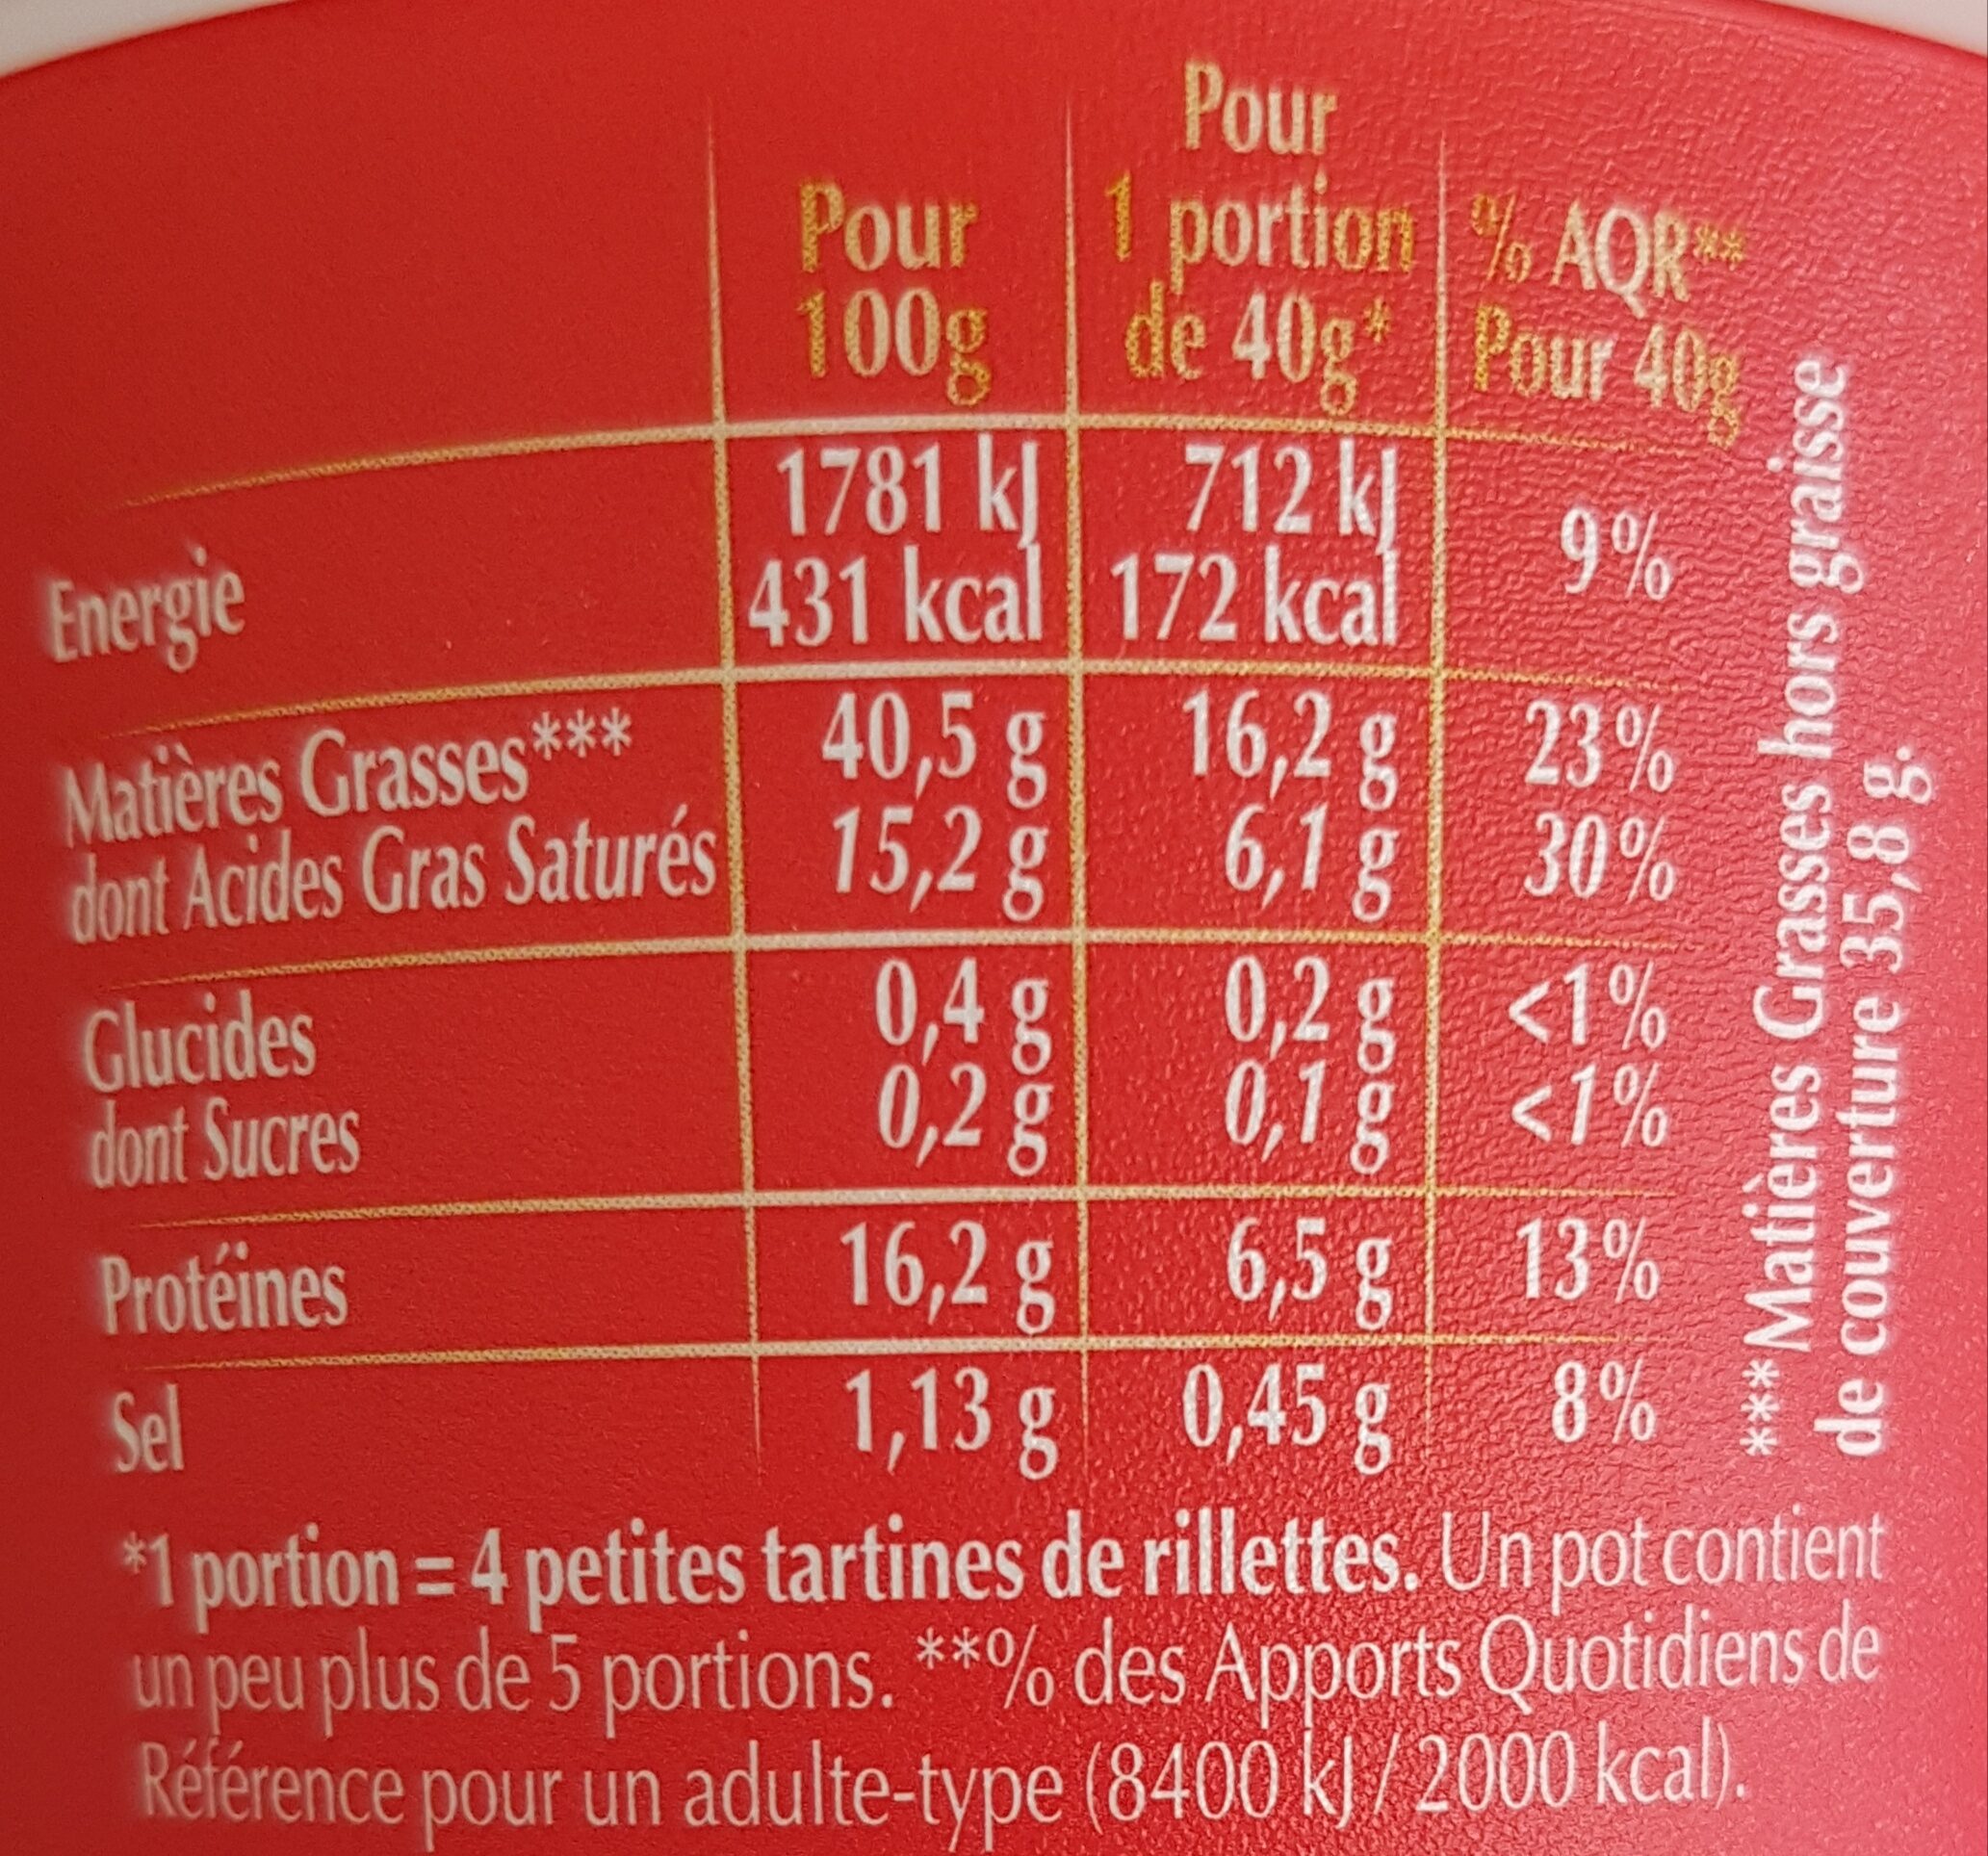 Pour 100g | Pour 1 portion de 40g* | % AQR** Pour 40g
Energie | 1781 kJ 431 kcal | 712 kJ 172 kcal | 9%
Matières Grasses*** | 40,5 g | 16,2 g | 23%
dont Acides Gras Saturés | 15,2 g | 6,1 g | 30%
Glucides | 0,4 g | 0,2 g | <1%
dont Sucres | 0,2 g | 0,1 g | <1%
Protéines | 16,2 g | 6,5 g | 13%
Sel | 1,13 g | 0,45 g | 8%
***Matières Grasses hors graisse
de couverture 35,8 g.
*1 portion = 4 petites tartines de rillettes. Un pot contient
un peu plus de 5 portions. **% des Apports Quotidiens de
Référence pour un adulte-type (8400 kJ / 2000 kcal).